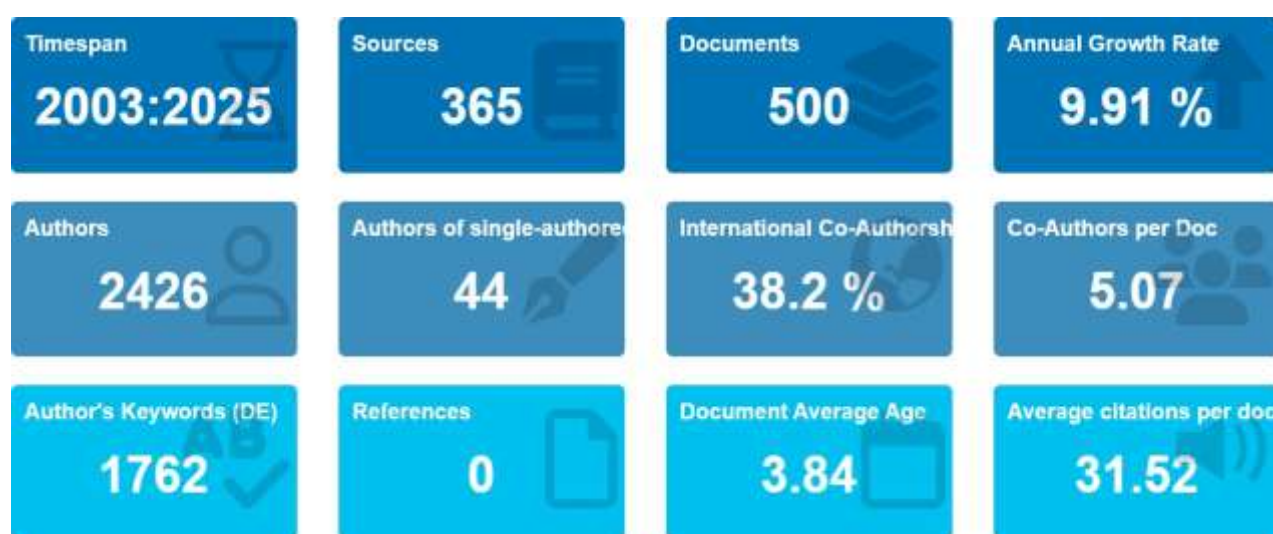 Timespan
2003:2025
Sources
365
Documents
500
Annual Growth Rate
9.91 %
Authors
2426
Authors of single-authore
44
International Co-Authorsh
38.2 %
Co-Authors per Doc
5.07
Author's Keywords (DE)
1762
References
0
Document Average Age
3.84
Average citations per doc
31.52
AB